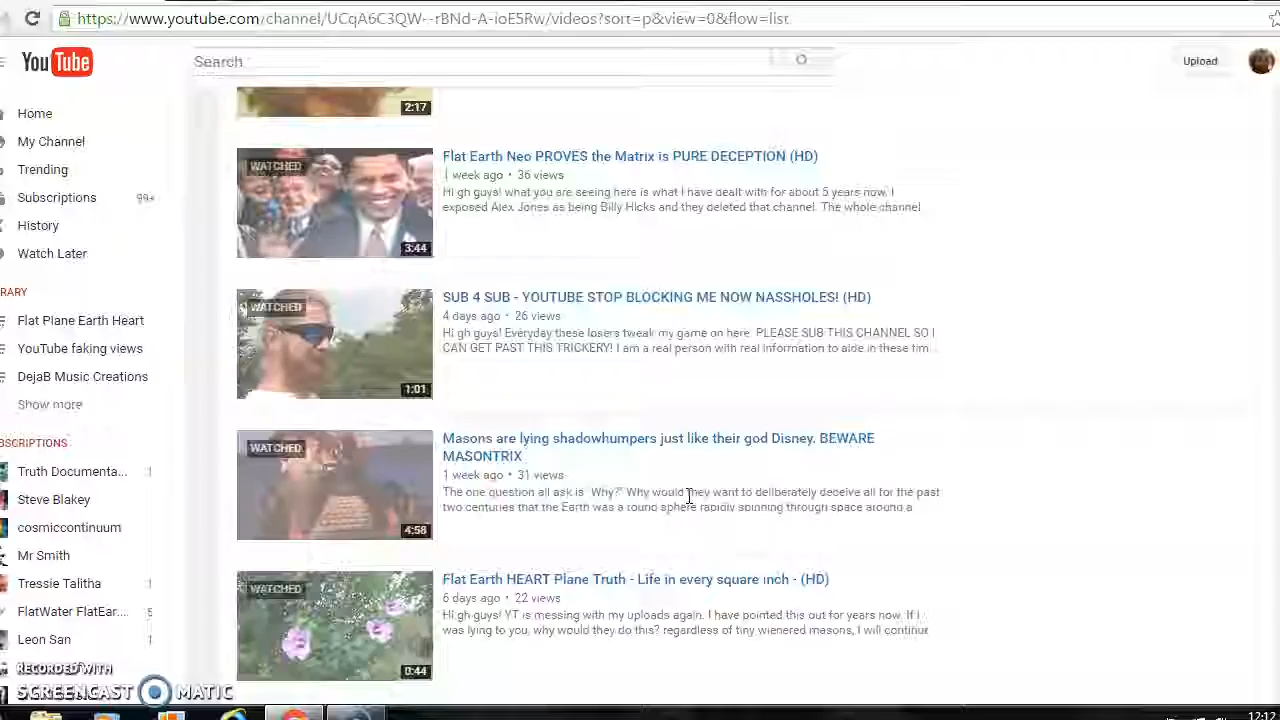 https://www.youtube.com/channel/UCqA6C3QW--rBNd-A-ioE5Rw/videos?sort=p&view=0&flow=list
YouTube
Search
Upload
Home
My Channel
Trending
Subscriptions 99+
History
Watch Later
RARY
Flat Plane Earth Heart
YouTube faking views
DejaB Music Creations
Show more
BSCRIPTIONS
Truth Documenta... 1
Steve Blakey
cosmiccontinuum
Mr Smith
Tressie Talitha 1
FlatWater FlatEar... 5
Leon San 1
RECORDED WITH
SCREENCAST MATIC
2:17
WATCHED
3:44
Flat Earth Neo PROVES the Matrix is PURE DECEPTION (HD)
1 week ago • 36 views
Hi gh guys! what you are seeing here is what I have dealt with for about 5 years now. I
exposed Alex Jones as being Billy Hicks and they deleted that channel. The whole channel
WATCHED
1:01
SUB 4 SUB - YOUTUBE STOP BLOCKING ME NOW NASSHOLES! (HD)
4 days ago • 26 views
Hi gh guys! Everyday these losers tweak my game on here. PLEASE SUB THIS CHANNEL SO I
CAN GET PAST THIS TRICKERY! I am a real person with real information to aide in these tim
WATCHED
4:58
Masons are lying shadowhumpers just like their god Disney. BEWARE
MASONTRIX
1 week ago • 31 views
The one question all ask is "Why?" Why would they want to deliberately deceive all for the past
two centuries that the Earth was a round sphere rapidly spinning through space around a
WATCHED
0:44
Flat Earth HEART Plane Truth - Life in every square inch - (HD)
6 days ago • 22 views
Hi gh guys! YT is messing with my uploads again. I have pointed this out for years now. If I
was lying to you, why would they do this? regardless of tiny wienered masons, I will continue
12:12